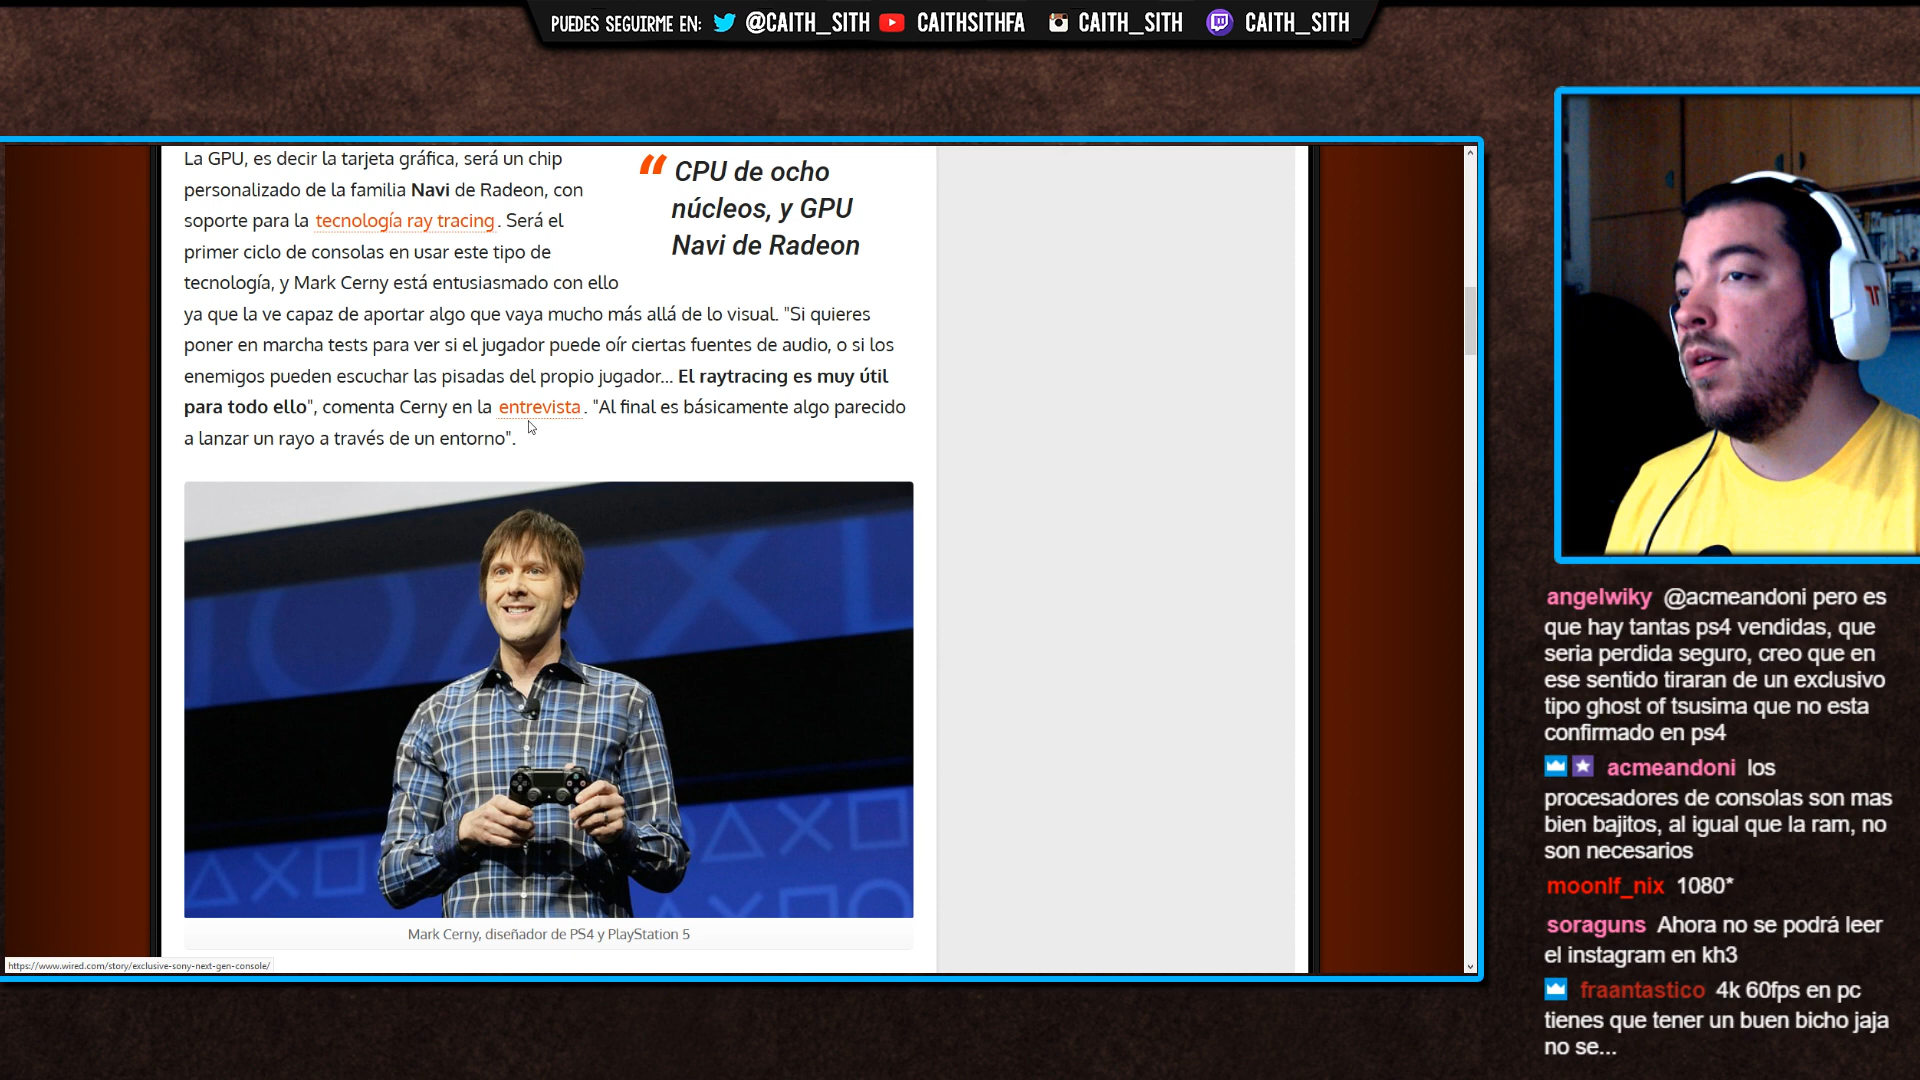 PUEDES SEGUIRME EN: @CAITH_SITH CAITHSITHFA CAITH_SITH CAITH_SITH
La GPU, es decir la tarjeta gráfica, será un chip
personalizado de la familia Navi de Radeon, con
soporte para la tecnología ray tracing. Será el
primer ciclo de consolas en usar este tipo de
tecnología, y Mark Cerny está entusiasmado con ello
ya que la ve capaz de aportar algo que vaya mucho más allá de lo visual. "Si quieres
poner en marcha tests para ver si el jugador puede oír ciertas fuentes de audio, o si los
enemigos pueden escuchar las pisadas del propio jugador... El raytracing es muy útil
para todo ello", comenta Cerny en la entrevista. "Al final es básicamente algo parecido
a lanzar un rayo a través de un entorno".
“ CPU de ocho
núcleos, y GPU
Navi de Radeon
Mark Cerny, diseñador de PS4 y PlayStation 5
https://www.wired.com/story/exclusive-sony-next-gen-console/
angelwiky @acmeandoni pero es
que hay tantas ps4 vendidas, que
seria perdida seguro, creo que en
ese sentido tiraran de un exclusivo
tipo ghost of tsusima que no esta
confirmado en ps4
acmeandoni los
procesadores de consolas son mas
bien bajitos, al igual que la ram, no
son necesarios
moonlf_nix 1080*
soraguns Ahora no se podrá leer
el instagram en kh3
fraantastico 4k 60fps en pc
tienes que tener un buen bicho jaja
no se...